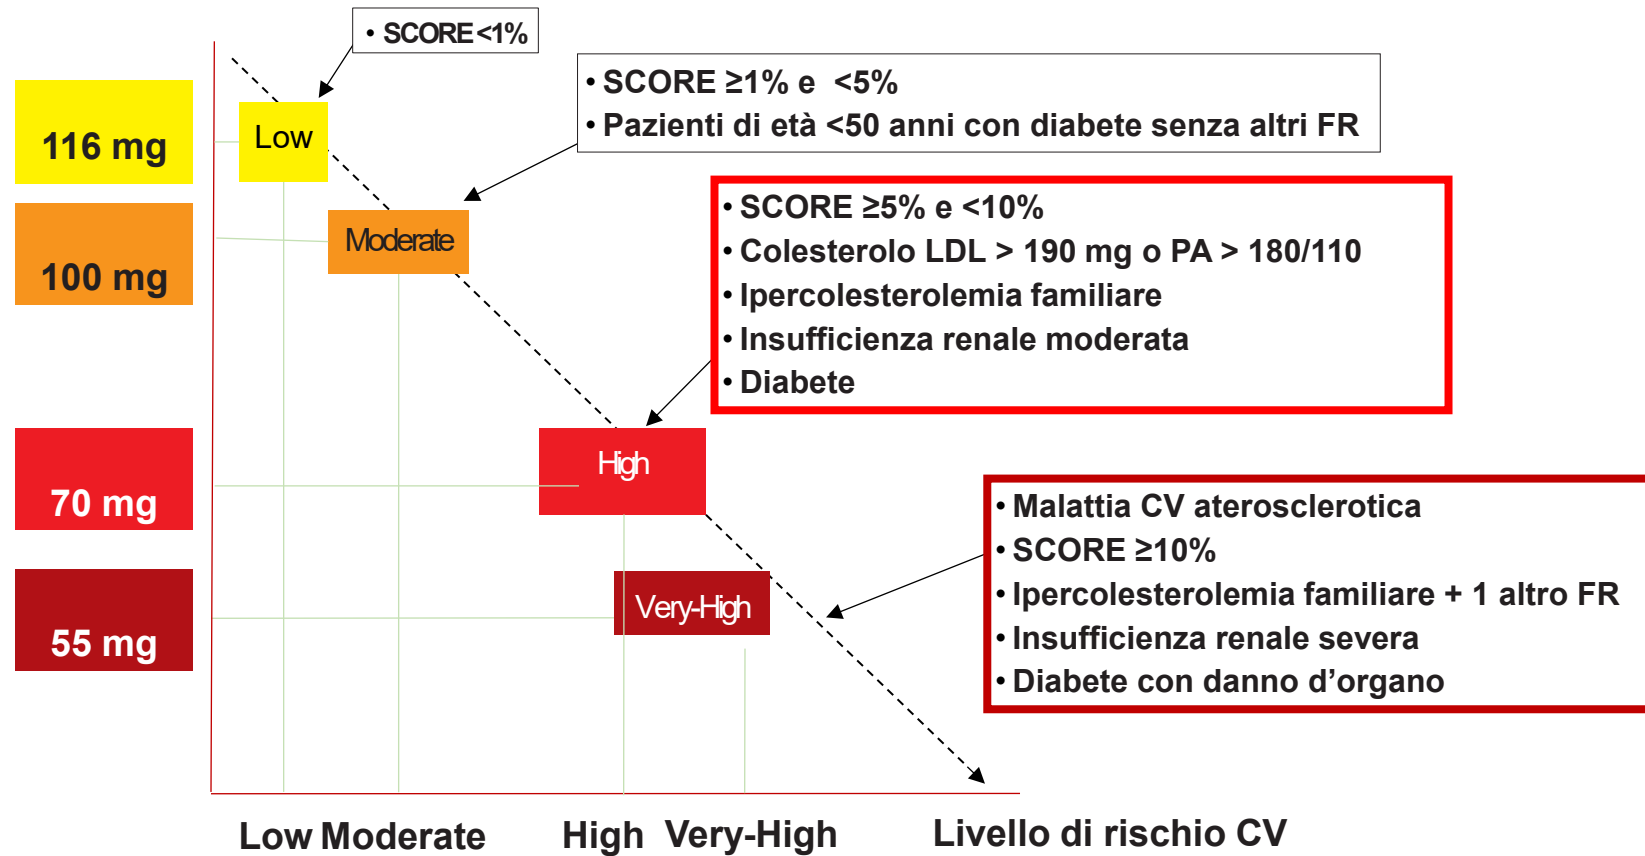 • SCORE <1%
• SCORE ≥1% e <5%
• Pazienti di età <50 anni con diabete senza altri FR
116 mg
Low
• SCORE ≥5% e <10%
• Colesterolo LDL > 190 mg o PA > 180/110
• Ipercolesterolemia familiare
• Insufficienza renale moderata
• Diabete
100 mg
Moderate
70 mg
High
• Malattia CV aterosclerotica
• SCORE ≥10%
• Ipercolesterolemia familiare + 1 altro FR
• Insufficienza renale severa
• Diabete con danno d’organo
55 mg
Very-High
Low Moderate High Very-High Livello di rischio CV